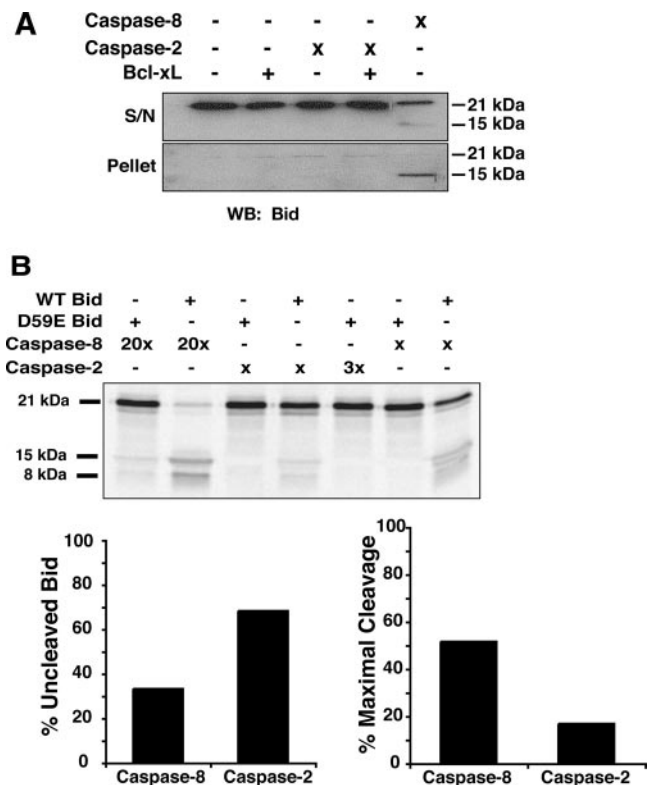 A
Caspase-8 - - - - x
Caspase-2 - - x x -
Bcl-xL - + - + -
S/N
21 kDa
15 kDa
Pellet
21 kDa
15 kDa
WB: Bid
B
WT Bid - + - + - - +
D59E Bid + - + - + + -
Caspase-8 20x 20x - - - x x
Caspase-2 - - x x 3x - -
21 kDa
15 kDa
8 kDa
% Uncleaved Bid
100
80
60
40
20
0
Caspase-8 Caspase-2
% Maximal Cleavage
100
80
60
40
20
0
Caspase-8 Caspase-2